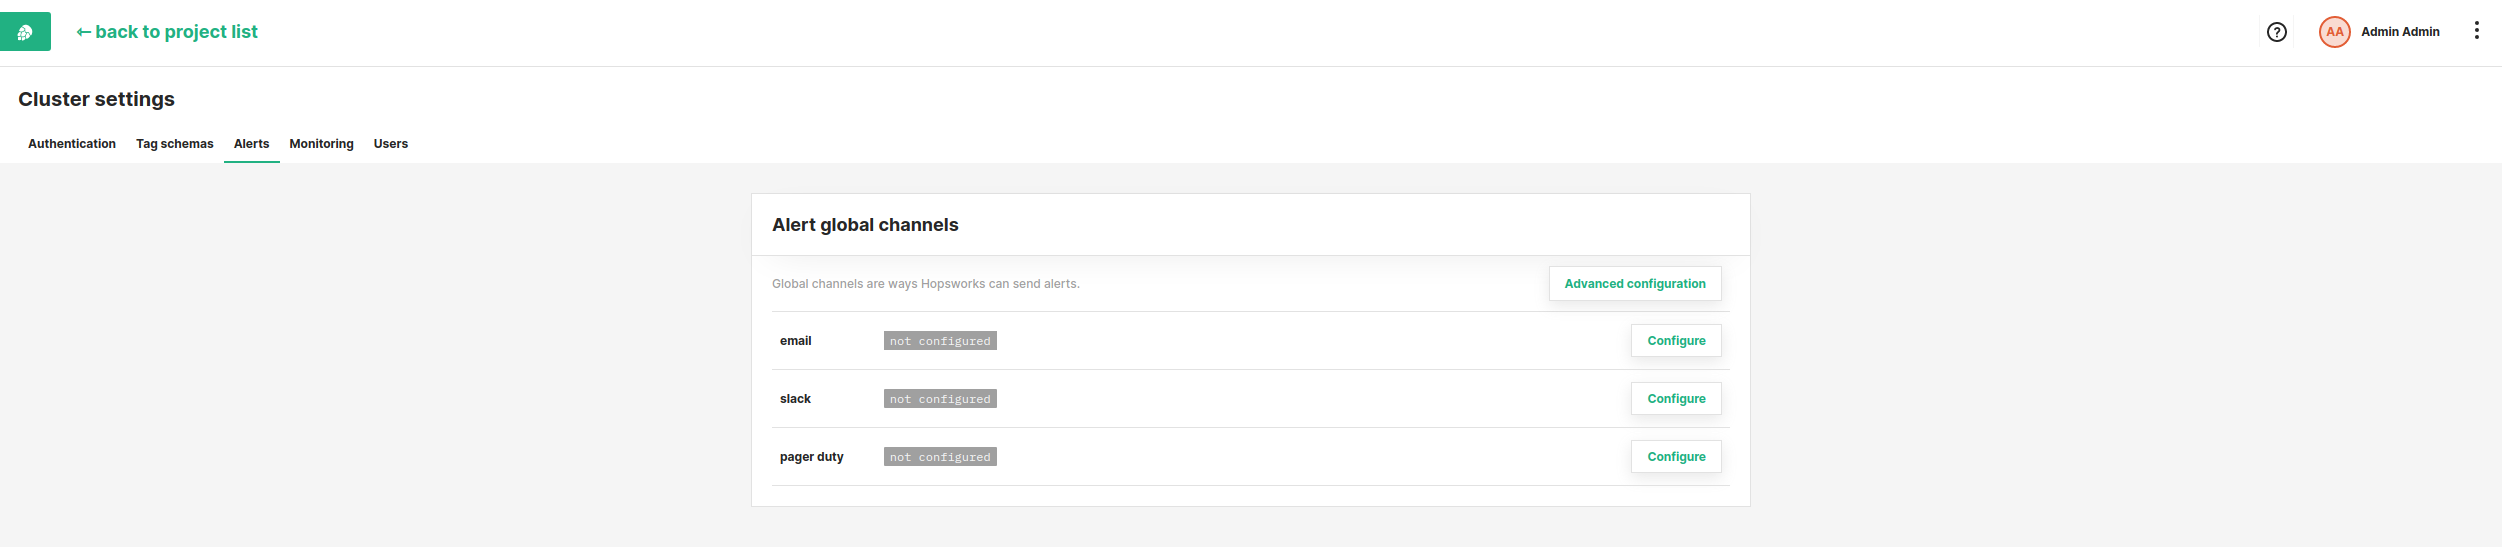 ← back to project list
?
AA Admin Admin
Cluster settings
Authentication Tag schemas Alerts Monitoring Users
Alert global channels
Global channels are ways Hopsworks can send alerts. Advanced configuration
email not configured Configure
slack not configured Configure
pager duty not configured Configure